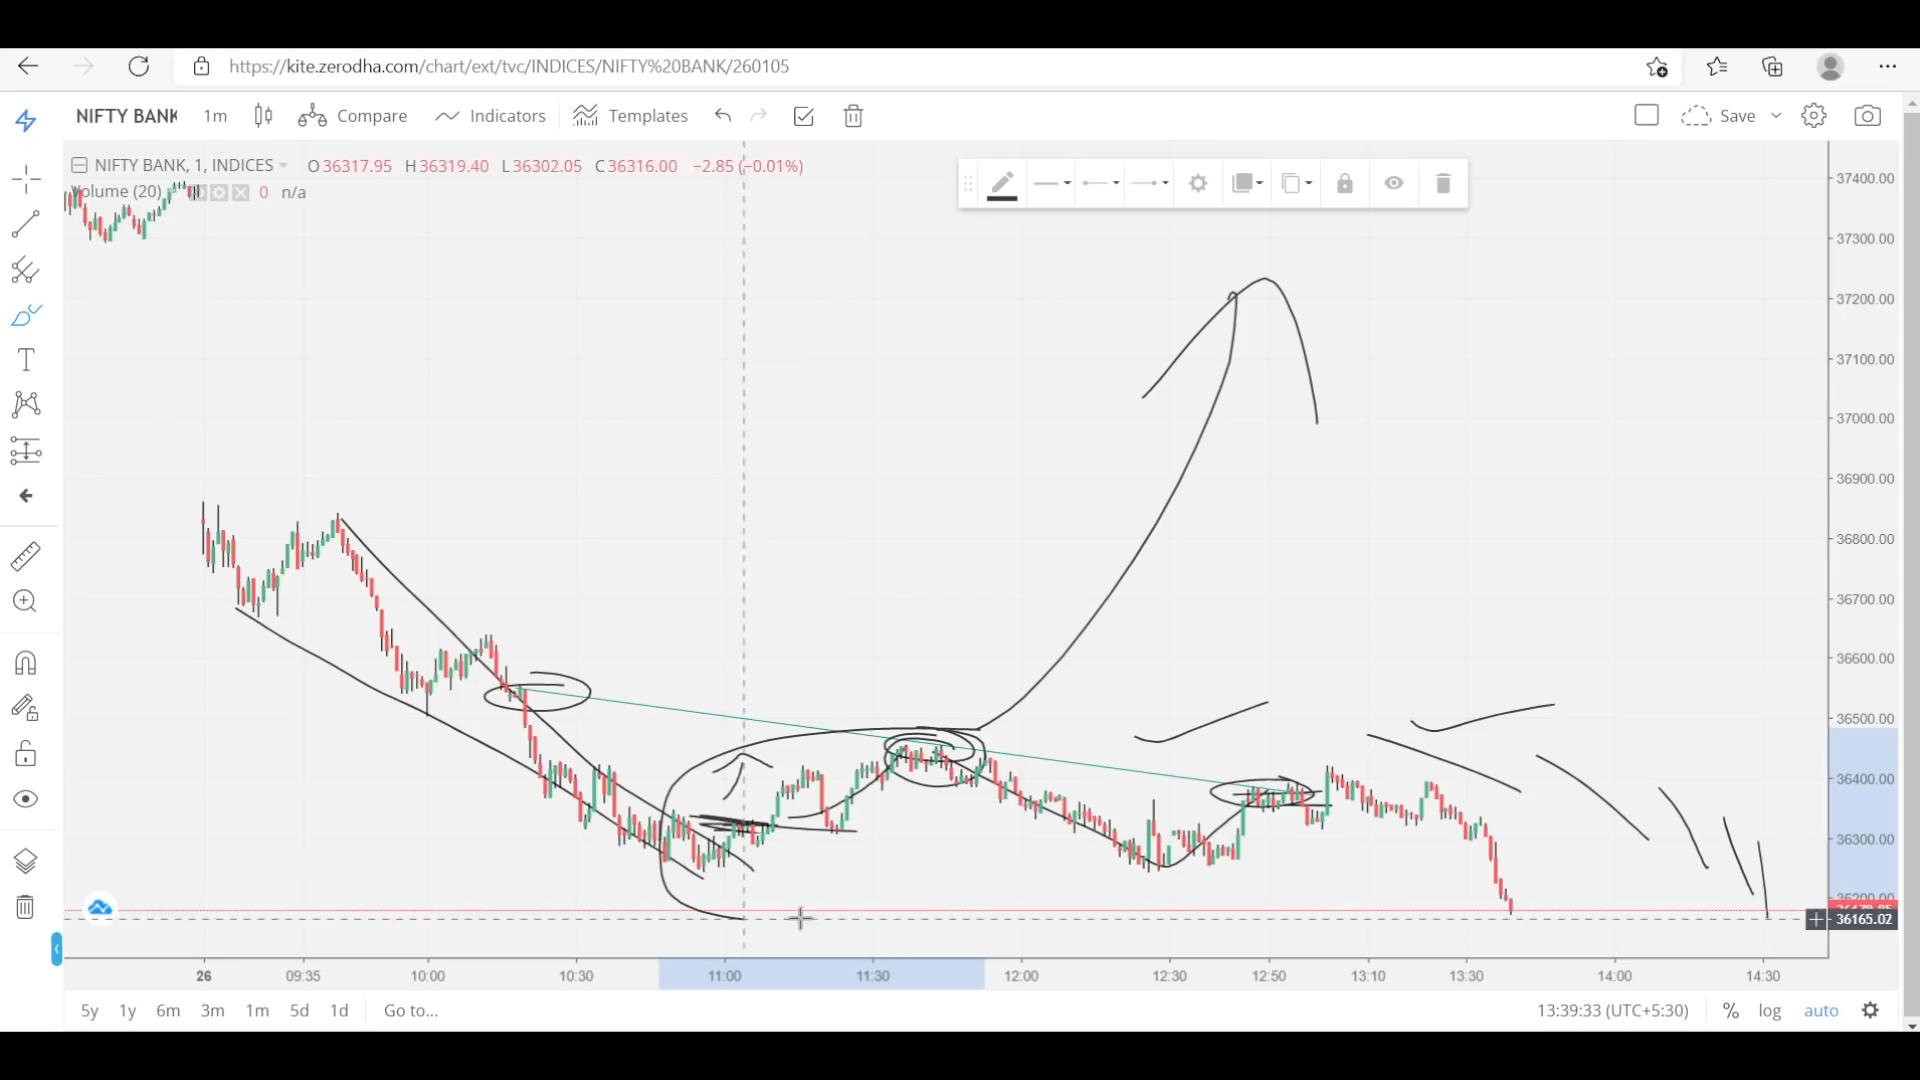 https://kite.zerodha.com/chart/ext/tvc/INDICES/NIFTY%20BANK/260105
NIFTY BANK 1m Compare Indicators Templates Save
NIFTY BANK, 1, INDICES O36317.95 H36319.40 L36302.05 C36316.00 −2.85 (−0.01%)
Volume (20) 0 n/a
37400.00
37300.00
37200.00
37100.00
37000.00
36900.00
36800.00
36700.00
36600.00
36500.00
36400.00
36300.00
36165.02
26 09:35 10:00 10:30 11:00 11:30 12:00 12:30 12:50 13:10 13:30 14:00 14:30
5y 1y 6m 3m 1m 5d 1d Go to... 13:39:33 (UTC+5:30) % log auto